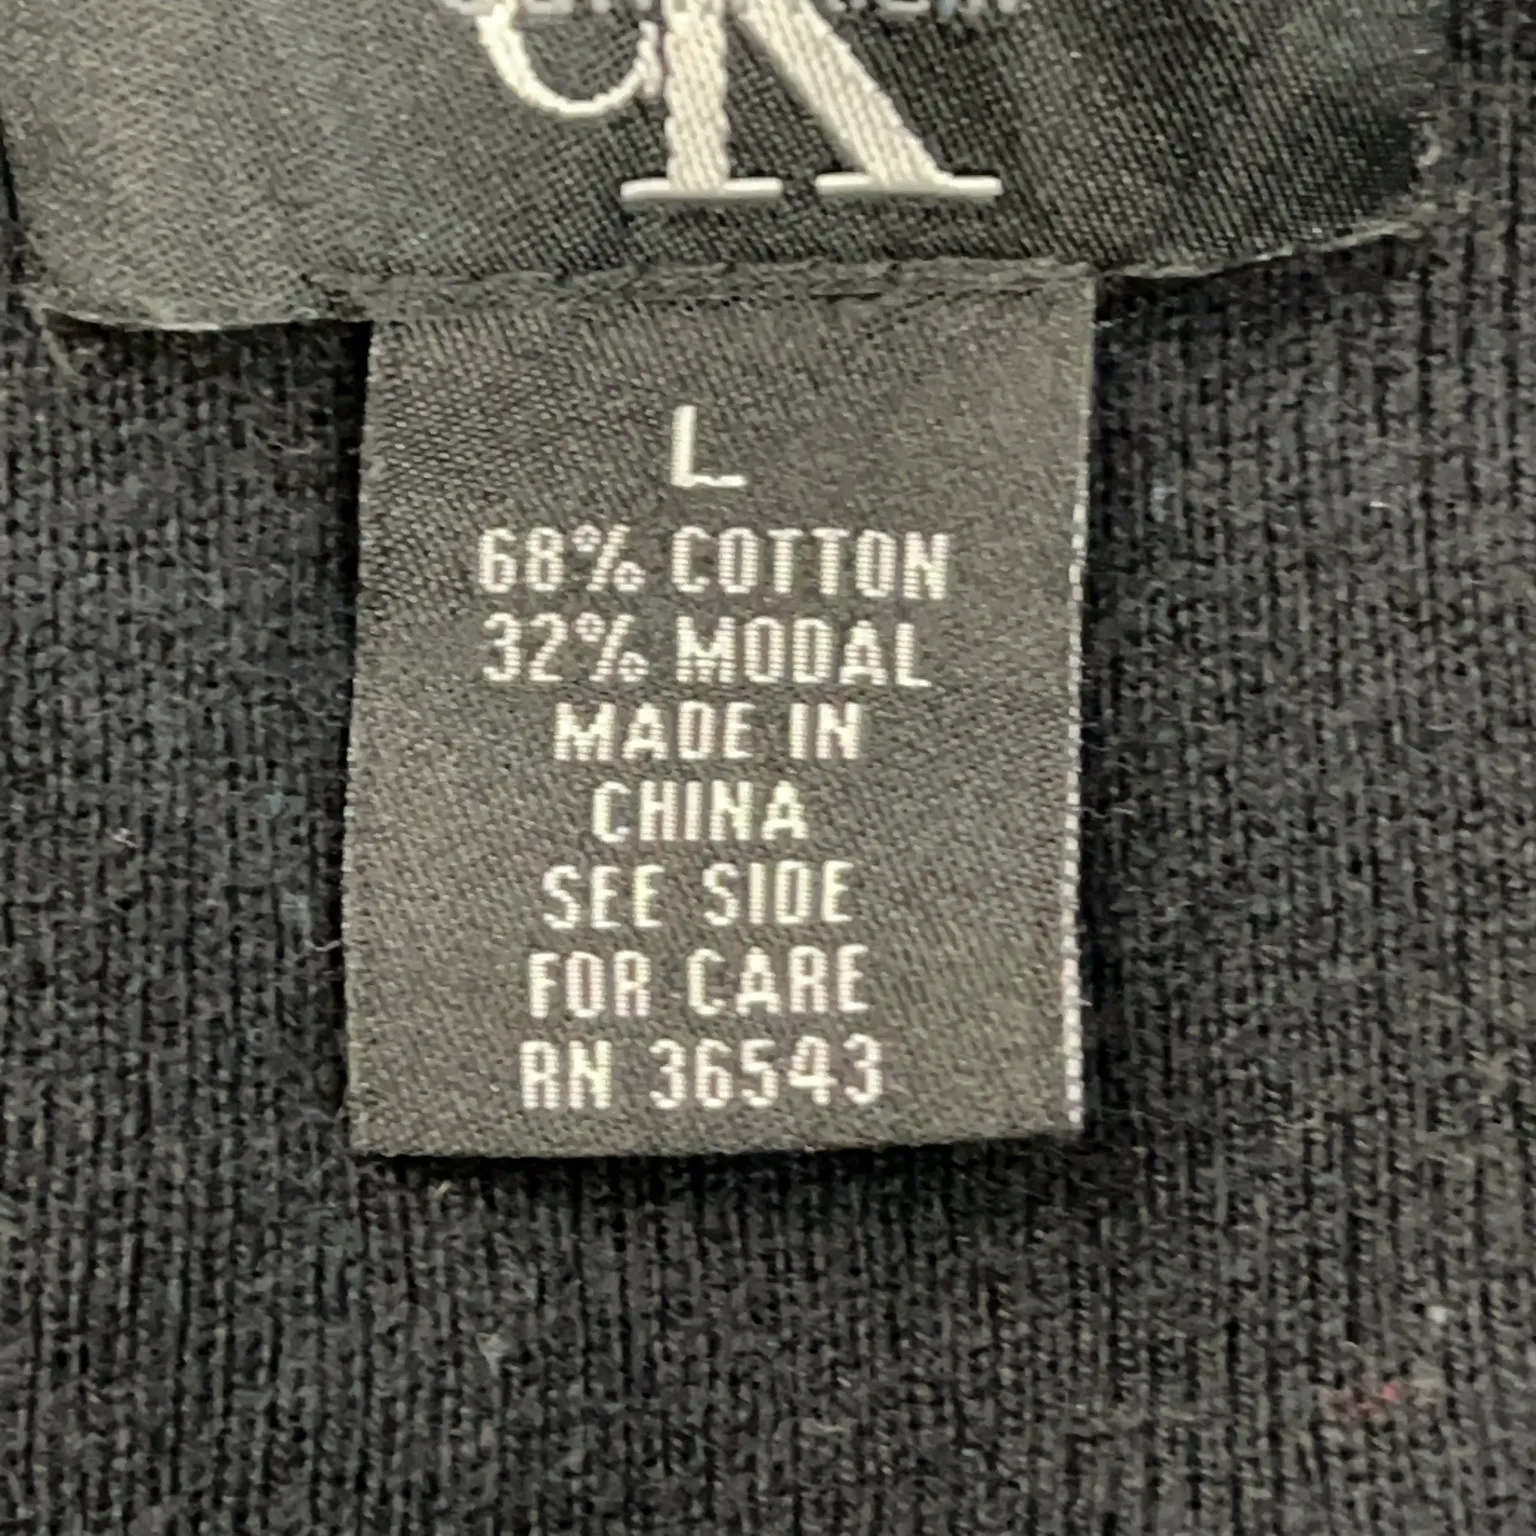 cK
L
68% COTTON
32% MODAL
MADE IN
CHINA
SEE SIDE
FOR CARE
RN 36543